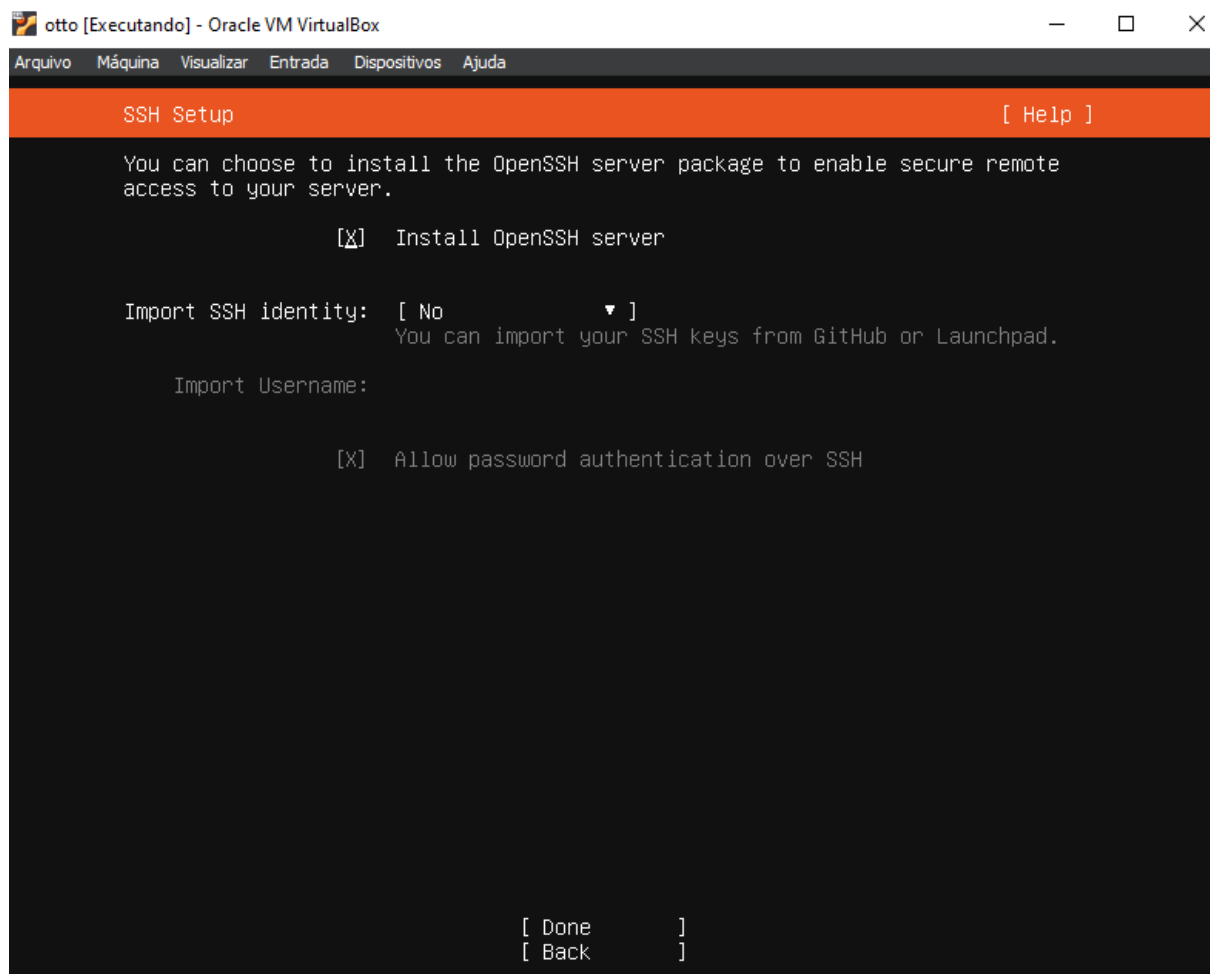 otto [Executando] - Oracle VM VirtualBox
Arquivo Máquina Visualizar Entrada Dispositivos Ajuda
SSH Setup [ Help ]
You can choose to install the OpenSSH server package to enable secure remote
access to your server.
[X] Install OpenSSH server
Import SSH identity: [ No ▾ ]
You can import your SSH keys from GitHub or Launchpad.
Import Username:
[X] Allow password authentication over SSH
[ Done ]
[ Back ]